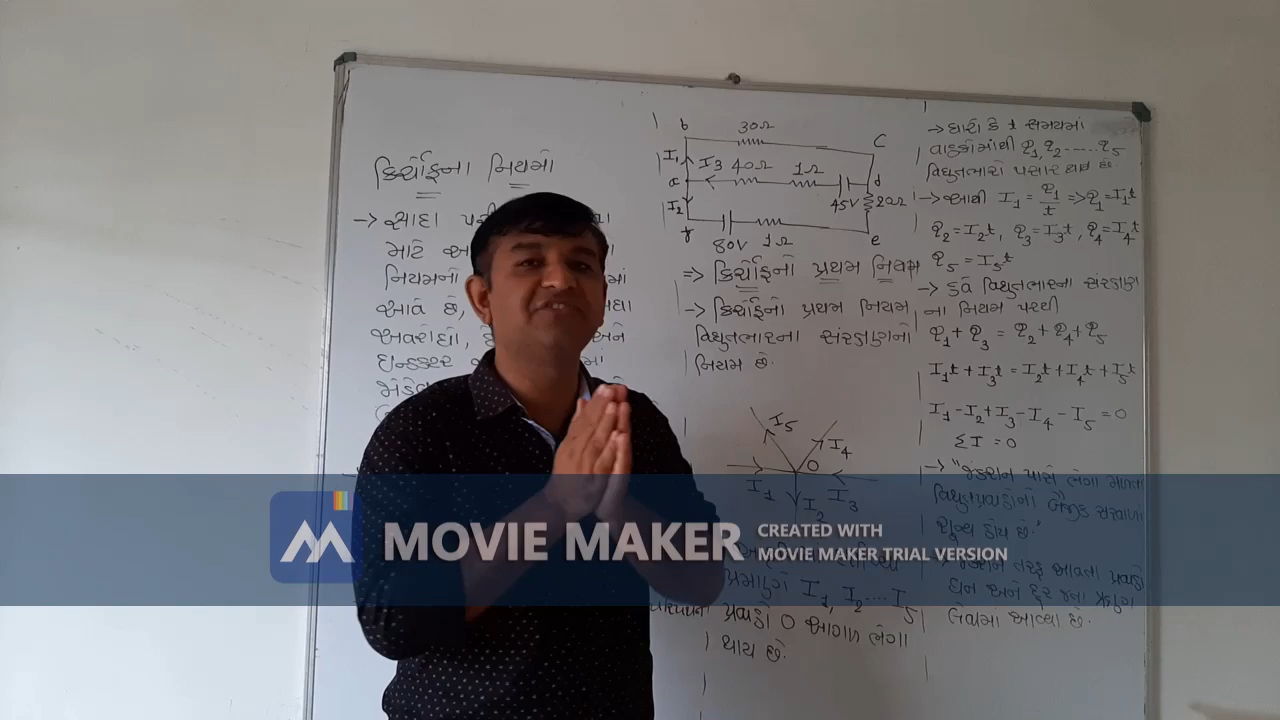 કિર્ચોફના નિયમો
→ સાદા
માટે
નિયમનો
આવે છે,
અવરોધો,
ઇન્ડક્ટર
b 30Ω C
I1 I3 40Ω 1Ω
a d
I2 45V 20Ω
80V 1Ω e
⇒ કિર્ચોફનો પ્રથમ નિયમ
→ કિર્ચોફનો પ્રથમ નિયમ
વિદ્યુતભારના સંરક્ષણનો
નિયમ છે.
I5 I4
O
I1 I2 I3
પ્રમાણે I1, I2 .... I5
પ્રવાહો O આગળ ભેગા
થાય છે.
→ ધારો કે t સમયમાં
વાહકોમાંથી q1, q2 ..... q5
વિદ્યુતભારો પસાર થાય છે.
→ આથી I1 = q1/t ⇒ q1 = I1t
q2 = I2t, q3 = I3t, q4 = I4t
q5 = I5t
→ હવે વિદ્યુતભારના સંરક્ષણ
ના નિયમ પરથી
q1 + q3 = q2 + q4 + q5
I1t + I3t = I2t + I4t + I5t
I1 - I2 + I3 - I4 - I5 = 0
ΣI = 0
→ "જંક્શન પાસે ભેગા મળતા
વિદ્યુતપ્રવાહોનો બૈજિક સરવાળો
શૂન્ય હોય છે."
જંક્શન તરફ આવતા પ્રવાહો
ધન અને દૂર જતા ઋણ
લેવામાં આવ્યા છે.
MOVIE MAKER
CREATED WITH
MOVIE MAKER TRIAL VERSION